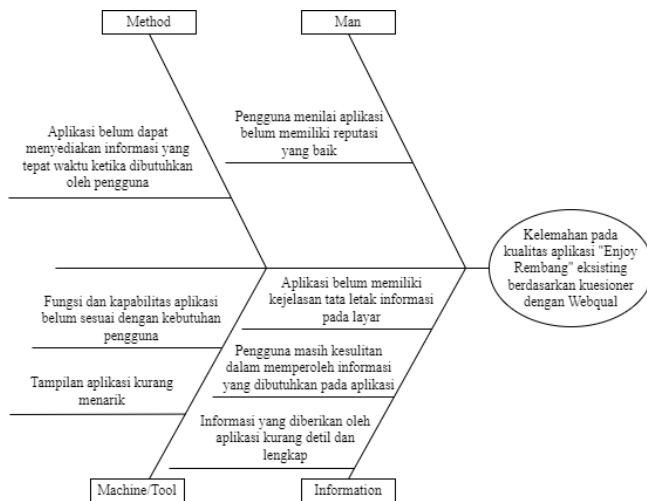 Method
Man
Aplikasi belum dapat
menyediakan informasi yang
tepat waktu ketika dibutuhkan
oleh pengguna
Pengguna menilai aplikasi
belum memiliki reputasi
yang baik
Kelemahan pada
kualitas aplikasi "Enjoy
Rembang" eksisting
berdasarkan kuesioner
dengan Webqual
Fungsi dan kapabilitas aplikasi
belum sesuai dengan kebutuhan
pengguna
Tampilan aplikasi kurang
menarik
Aplikasi belum memiliki
kejelasan tata letak informasi
pada layar
Pengguna masih kesulitan
dalam memperoleh informasi
yang dibutuhkan pada aplikasi
Informasi yang diberikan oleh
aplikasi kurang detil dan
lengkap
Machine/Tool
Information